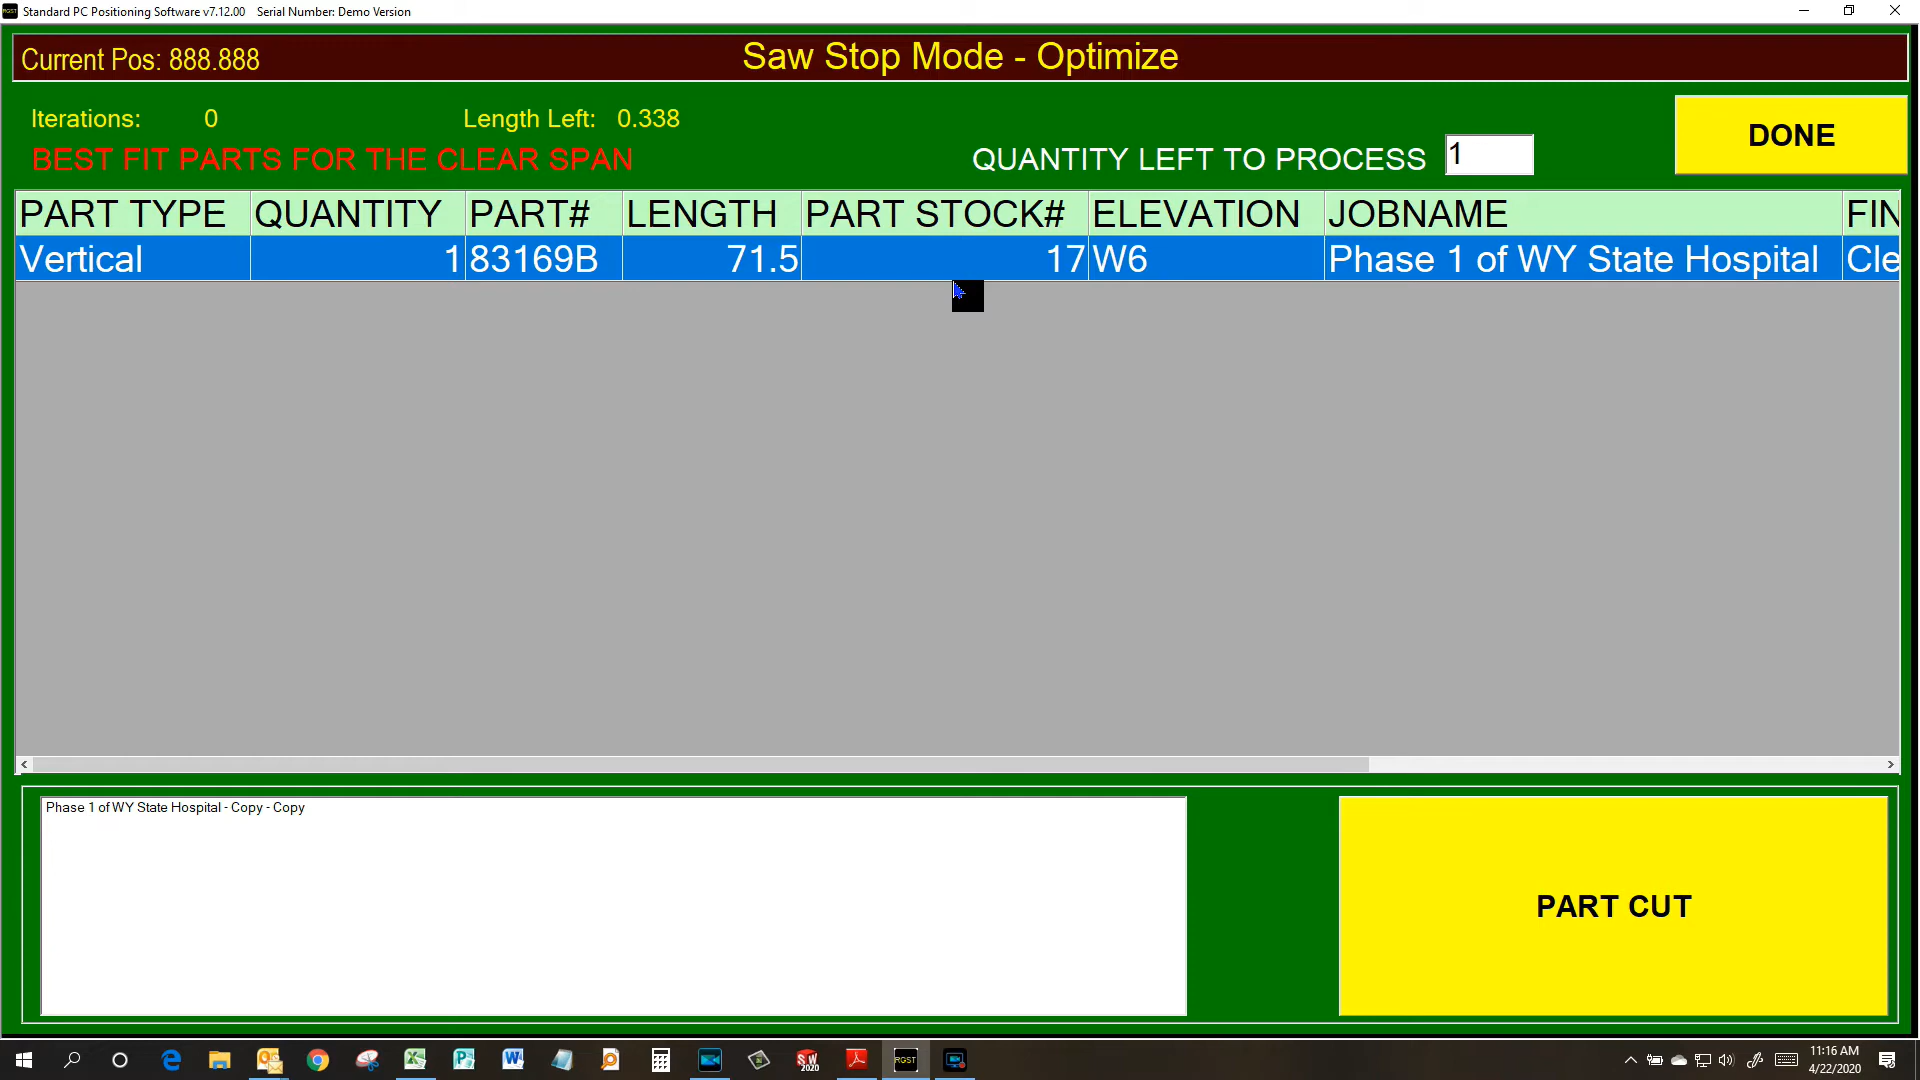 Standard PC Positioning Software v7.12.00 Serial Number: Demo Version
Current Pos: 888.888
Saw Stop Mode - Optimize
Iterations: 0 Length Left: 0.338
BEST FIT PARTS FOR THE CLEAR SPAN
QUANTITY LEFT TO PROCESS 1
DONE
PART TYPE QUANTITY PART# LENGTH PART STOCK# ELEVATION JOBNAME FIN
Vertical 1 83169B 71.5 17 W6 Phase 1 of WY State Hospital Cle
Phase 1 of WY State Hospital - Copy - Copy
PART CUT
RGST
SW
2020
11:16 AM
4/22/2020